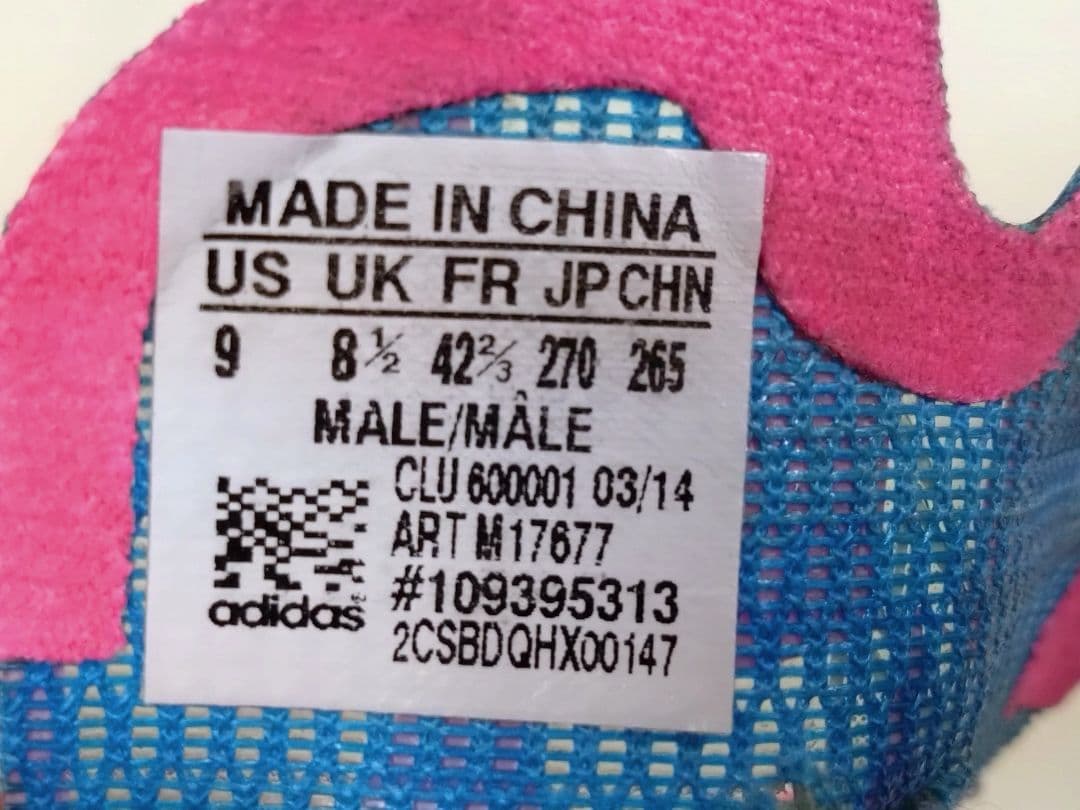 MADE IN CHINA
US UK FR JP CHN
9 8½ 42⅔ 270 265
MALE/MÂLE
CLU 600001 03/14
ART M17677
#109395313
adidas
2CSBDQHX00147